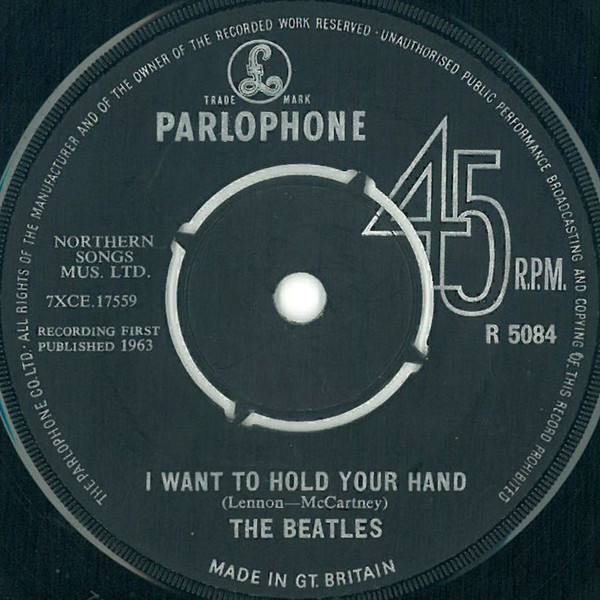 THE PARLOPHONE CO.LTD. ALL RIGHTS OF THE MANUFACTURER AND OF THE OWNER OF THE RECORDED WORK RESERVED · UNAUTHORISED PUBLIC PERFORMANCE BROADCASTING AND COPYING OF THIS RECORD PROHIBITED
£
TRADE MARK
PARLOPHONE
45
R.P.M.
R 5084
NORTHERN
SONGS
MUS. LTD.
7XCE.17559
RECORDING FIRST
PUBLISHED 1963
I WANT TO HOLD YOUR HAND
(Lennon—McCartney)
THE BEATLES
MADE IN GT. BRITAIN